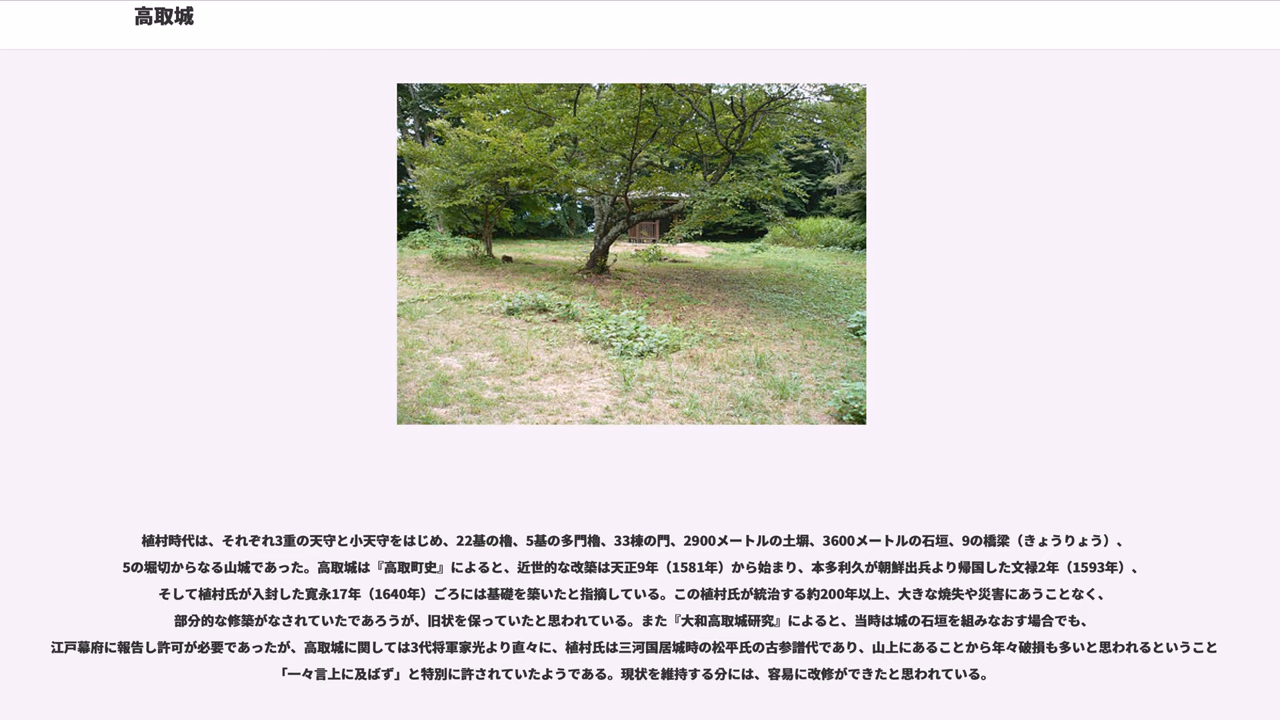 高取城
植村時代は、それぞれ3重の天守と小天守をはじめ、22基の櫓、5基の多門櫓、33棟の門、2900メートルの土塀、3600メートルの石垣、9の橋梁（きょうりょう）、
5の堀切からなる山城であった。高取城は『高取町史』によると、近世的な改築は天正9年（1581年）から始まり、本多利久が朝鮮出兵より帰国した文禄2年（1593年）、
そして植村氏が入封した寛永17年（1640年）ごろには基礎を築いたと指摘している。この植村氏が統治する約200年以上、大きな焼失や災害にあうことなく、
部分的な修築がなされていたであろうが、旧状を保っていたと思われている。また『大和高取城研究』によると、当時は城の石垣を組みなおす場合でも、
江戸幕府に報告し許可が必要であったが、高取城に関しては3代将軍家光より直々に、植村氏は三河国居城時の松平氏の古参譜代であり、山上にあることから年々破損も多いと思われるということ
「一々言上に及ばず」と特別に許されていたようである。現状を維持する分には、容易に改修ができたと思われている。